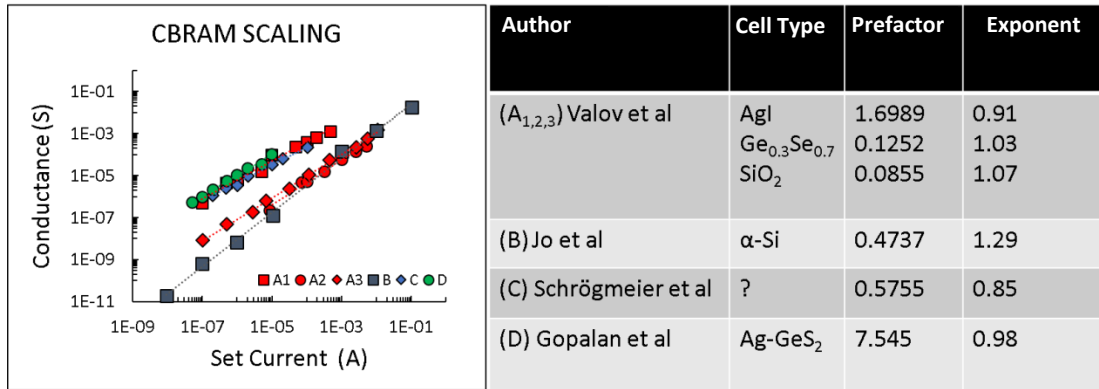 CBRAM SCALING
Conductance (S)
1E-01
1E-03
1E-05
1E-07
1E-09
1E-11
A1 A2 A3 B C D
1E-09 1E-07 1E-05 1E-03 1E-01
Set Current (A)
Author Cell Type Prefactor Exponent
(A1,2,3) Valov et al AgI 1.6989 0.91
Ge0.3Se0.7 0.1252 1.03
SiO2 0.0855 1.07
(B) Jo et al α-Si 0.4737 1.29
(C) Schrögmeier et al ? 0.5755 0.85
(D) Gopalan et al Ag-GeS2 7.545 0.98